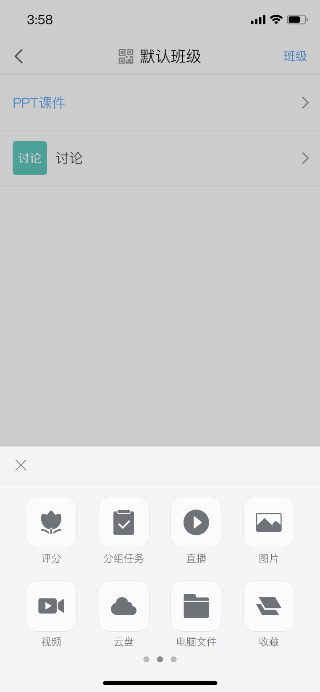 3:58
默认班级
班级
PPT课件
讨论 讨论
评分 分组任务 直播 图片
视频 云盘 电脑文件 收藏